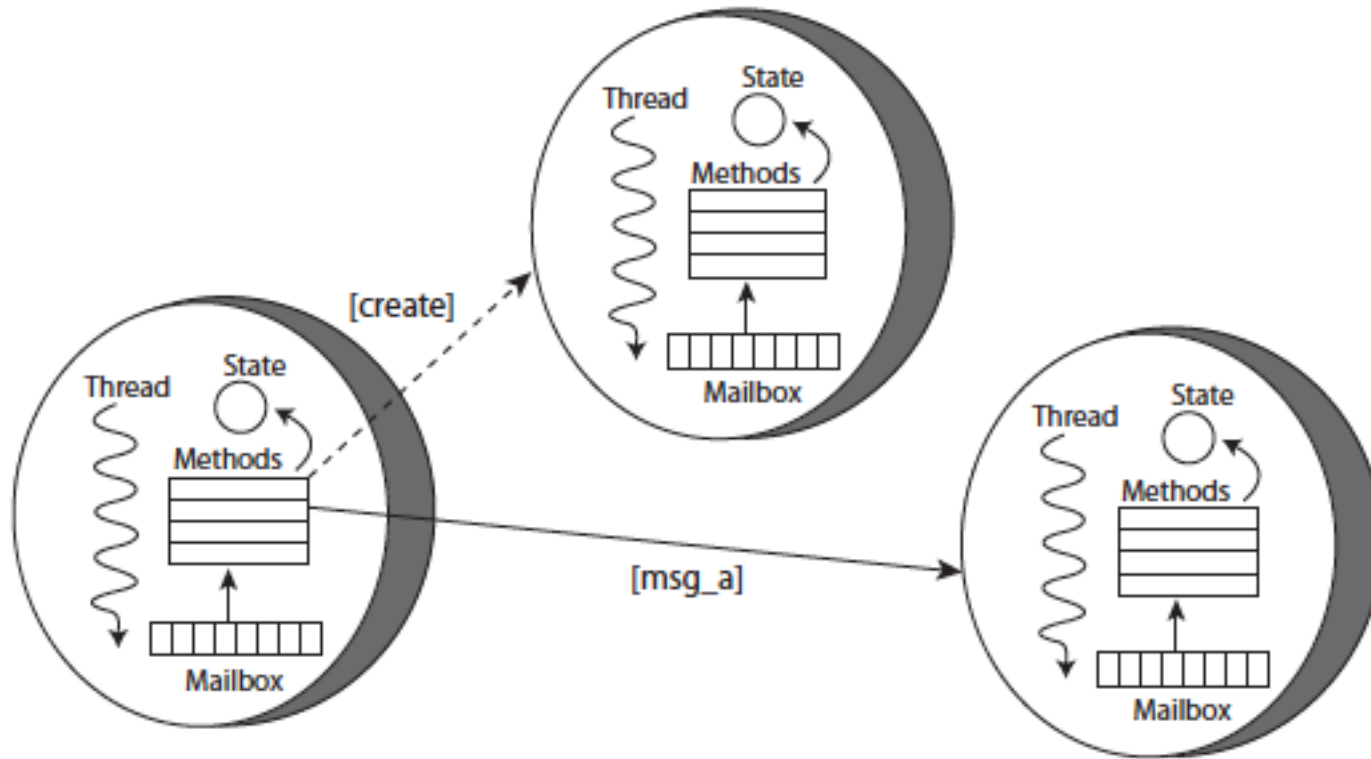 State
Thread
Methods
[create]
Mailbox
State
Thread
Methods
Mailbox
State
Thread
Methods
[msg_a]
Mailbox